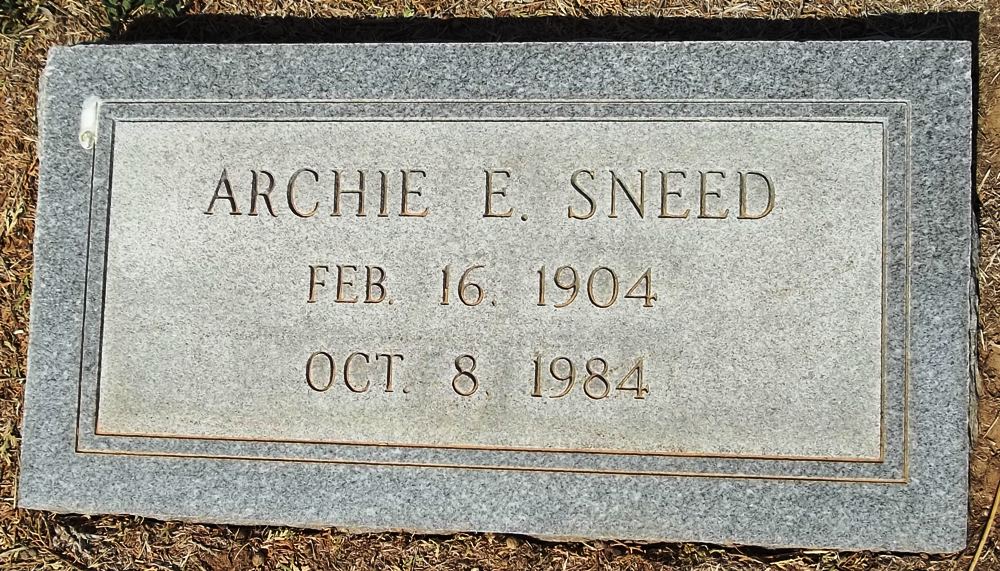 ARCHIE E. SNEED
FEB. 16. 1904
OCT. 8. 1984